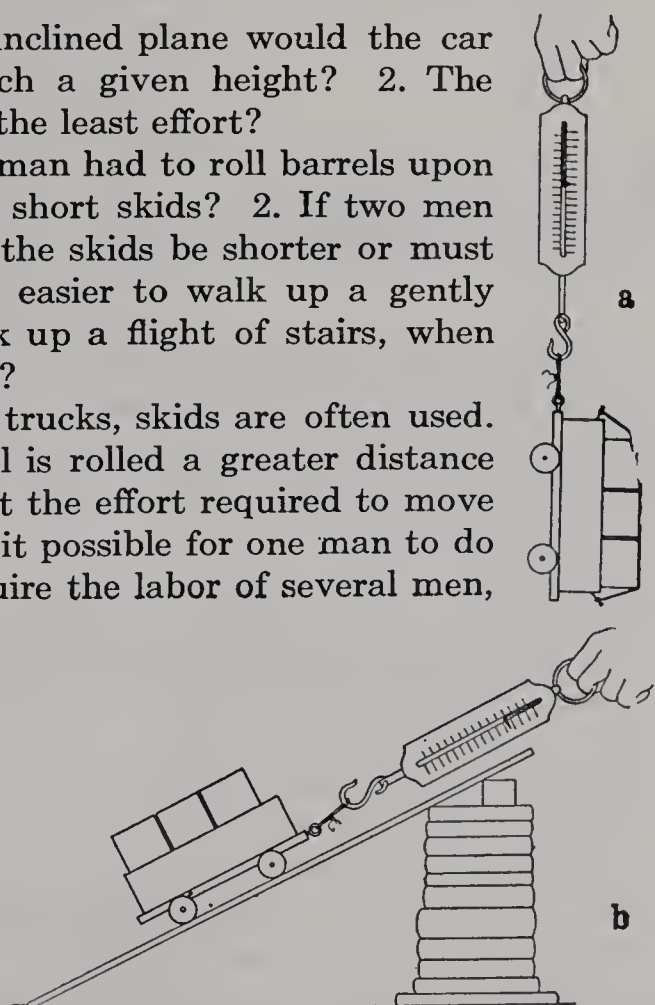 inclined plane would the car
ch a given height? 2. The
the least effort?
man had to roll barrels upon
short skids? 2. If two men
the skids be shorter or must
easier to walk up a gently
k up a flight of stairs, when
?
trucks, skids are often used.
l is rolled a greater distance
t the effort required to move
it possible for one man to do
uire the labor of several men,
a
b